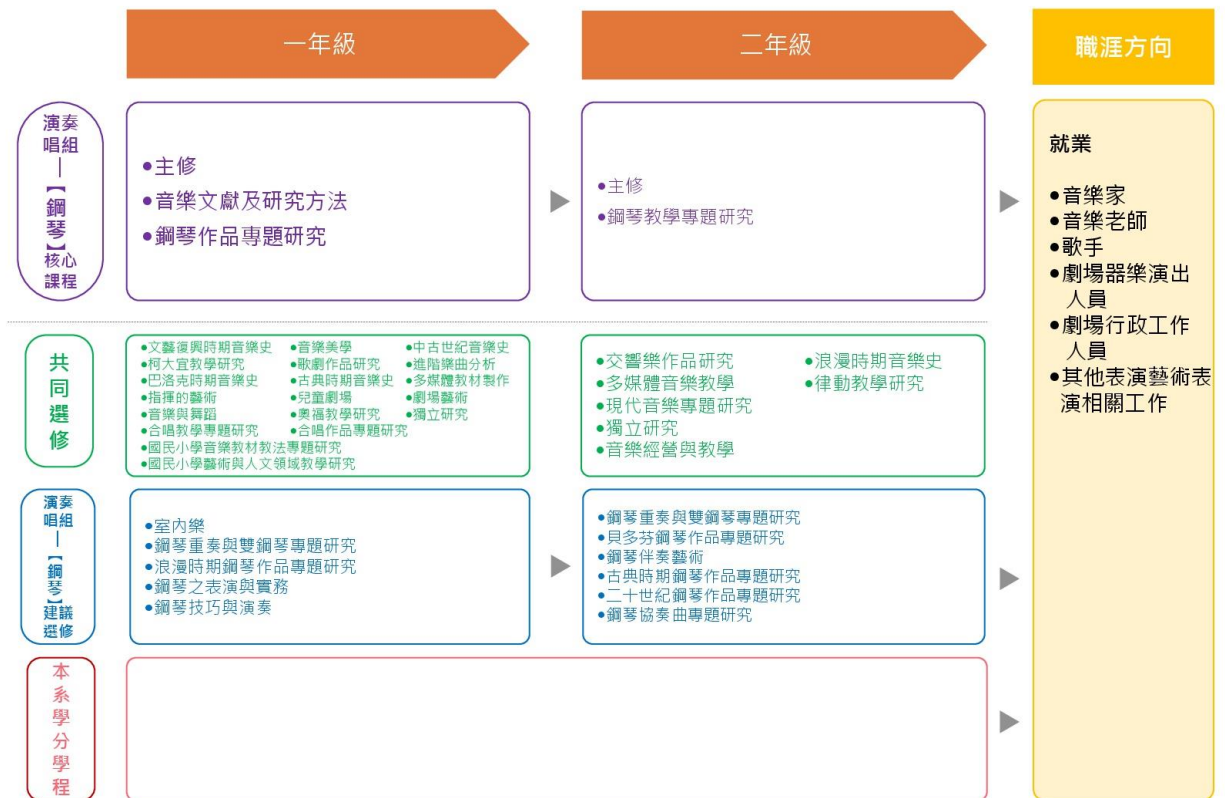 一年級
二年級
職涯方向
演奏
唱組
—
【鋼琴】
核心
課程
●主修
●音樂文獻及研究方法
●鋼琴作品專題研究
●主修
●鋼琴教學專題研究
共同選修
●文藝復興時期音樂史 ●音樂美學 ●中古世紀音樂史
●柯大宜教學研究 ●歌劇作品研究 ●進階樂曲分析
●巴洛克時期音樂史 ●古典時期音樂史 ●多媒體教材製作
●指揮的藝術 ●兒童劇場 ●劇場藝術
●音樂與舞蹈 ●奧福教學研究 ●獨立研究
●合唱教學專題研究 ●合唱作品專題研究
●國民小學音樂教材教法專題研究
●國民小學藝術與人文領域教學研究
●交響樂作品研究 ●浪漫時期音樂史
●多媒體音樂教學 ●律動教學研究
●現代音樂專題研究
●獨立研究
●音樂經營與教學
演奏
唱組
—
【鋼琴】
建議
選修
●室內樂
●鋼琴重奏與雙鋼琴專題研究
●浪漫時期鋼琴作品專題研究
●鋼琴之表演與實務
●鋼琴技巧與演奏
●鋼琴重奏與雙鋼琴專題研究
●貝多芬鋼琴作品專題研究
●鋼琴伴奏藝術
●古典時期鋼琴作品專題研究
●二十世紀鋼琴作品專題研究
●鋼琴協奏曲專題研究
本系學分學程
就業
●音樂家
●音樂老師
●歌手
●劇場器樂演出
人員
●劇場行政工作
人員
●其他表演藝術表
演相關工作